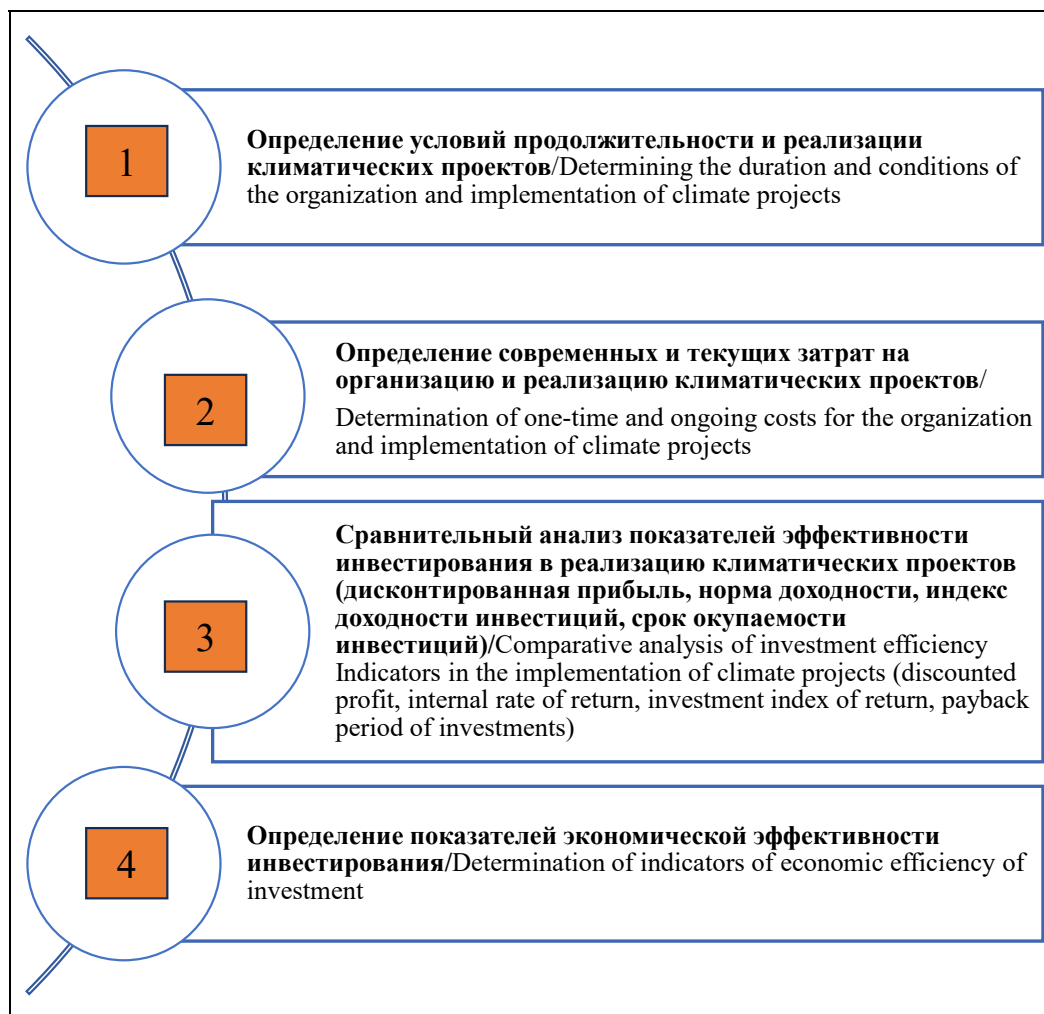 1
Определение условий продолжительности и реализации
климатических проектов/Determining the duration and conditions of
the organization and implementation of climate projects
2
Определение современных и текущих затрат на
организацию и реализацию климатических проектов/
Determination of one-time and ongoing costs for the organization
and implementation of climate projects
3
Сравнительный анализ показателей эффективности
инвестирования в реализацию климатических проектов
(дисконтированная прибыль, норма доходности, индекс
доходности инвестиций, срок окупаемости
инвестиций)/Comparative analysis of investment efficiency
Indicators in the implementation of climate projects (discounted
profit, internal rate of return, investment index of return, payback
period of investments)
4
Определение показателей экономической эффективности
инвестирования/Determination of indicators of economic efficiency of
investment